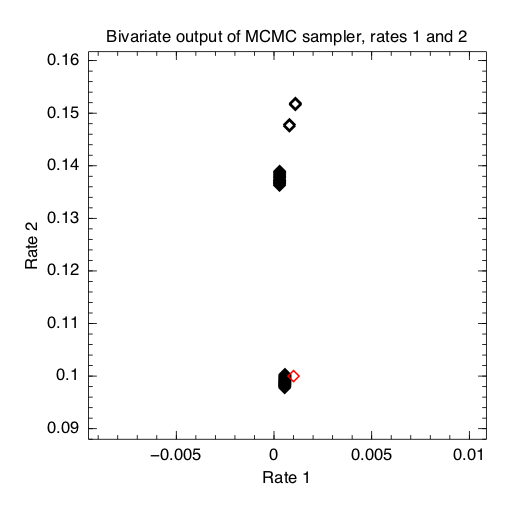 Bivariate output of MCMC sampler, rates 1 and 2
0.16
0.15
0.14
0.13
0.12
0.11
0.1
0.09
Rate 2
−0.005 0 0.005 0.01
Rate 1